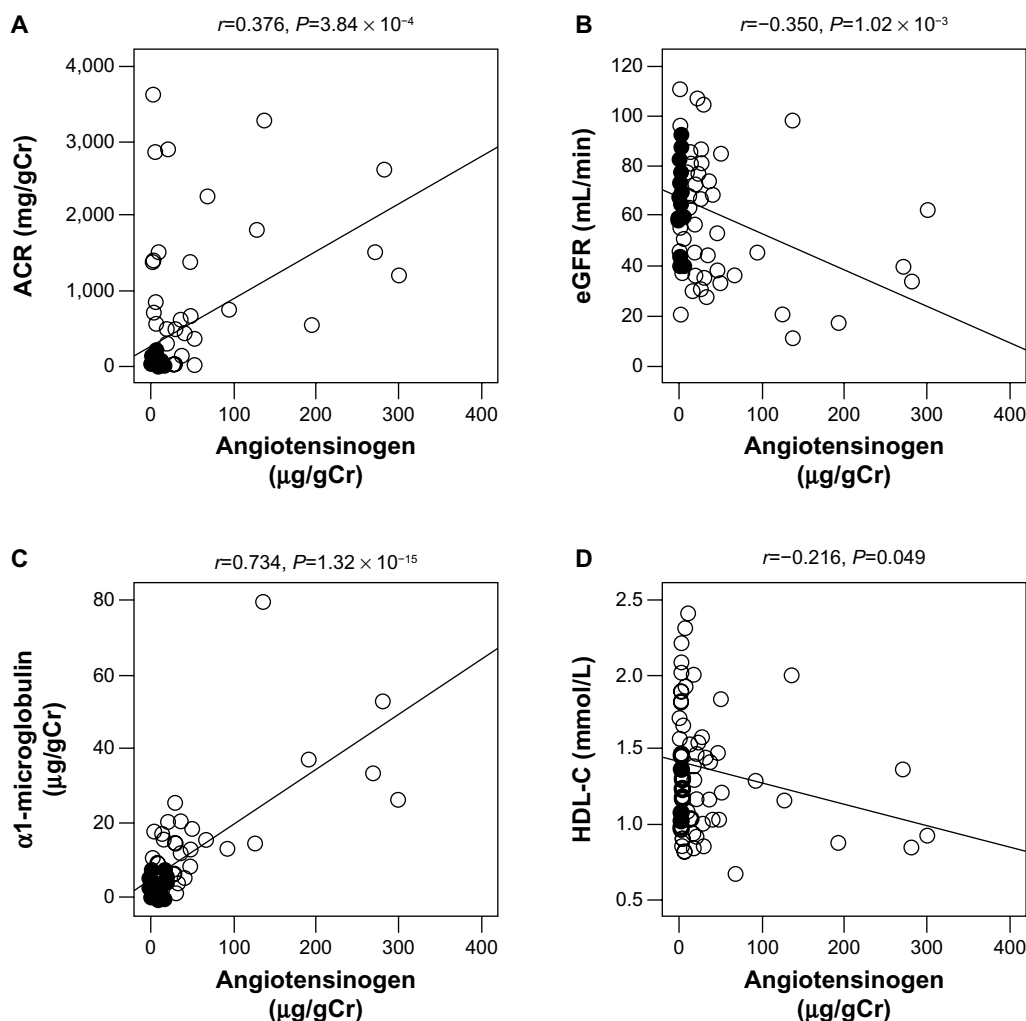 A
r=0.376, P=3.84 × 10⁻⁴
4,000
3,000
2,000
1,000
0
ACR (mg/gCr)
0 100 200 300 400
Angiotensinogen
(μg/gCr)
B
r=−0.350, P=1.02 × 10⁻³
120
100
80
60
40
20
0
eGFR (mL/min)
0 100 200 300 400
Angiotensinogen
(μg/gCr)
C
r=0.734, P=1.32 × 10⁻¹⁵
80
60
40
20
0
α1-microglobulin
(μg/gCr)
0 100 200 300 400
Angiotensinogen
(μg/gCr)
D
r=−0.216, P=0.049
2.5
2.0
1.5
1.0
0.5
HDL-C (mmol/L)
0 100 200 300 400
Angiotensinogen
(μg/gCr)